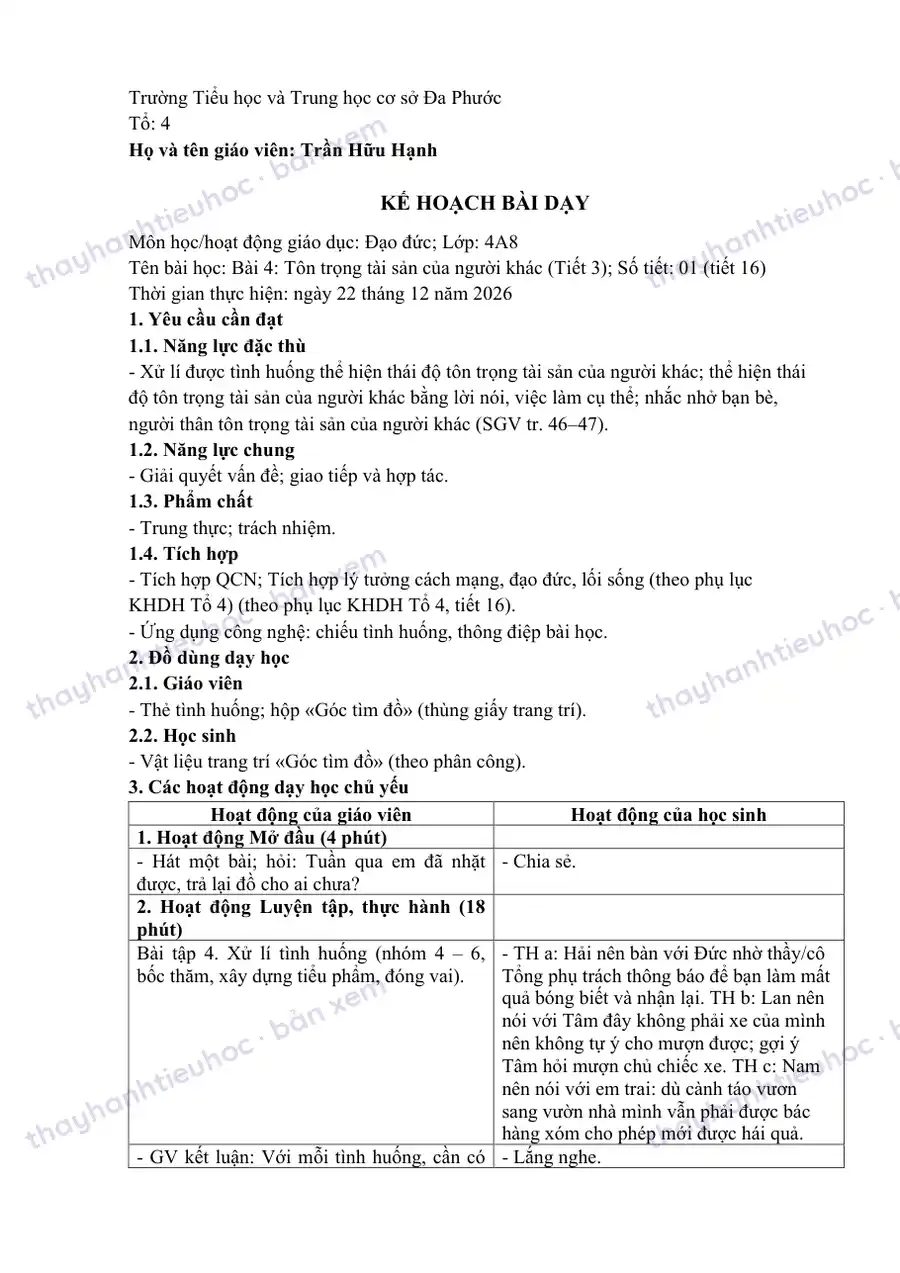 Trường Tiểu học và Trung học cơ sở Đa Phước
Tổ: 4
Họ và tên giáo viên: Trần Hữu Hạnh
KẾ HOẠCH BÀI DẠY
Môn học/hoạt động giáo dục: Đạo đức; Lớp: 4A8
Tên bài học: Bài 4: Tôn trọng tài sản của người khác (Tiết 3); Số tiết: 01 (tiết 16)
Thời gian thực hiện: ngày 22 tháng 12 năm 2026
1. Yêu cầu cần đạt
1.1. Năng lực đặc thù
- Xử lí được tình huống thể hiện thái độ tôn trọng tài sản của người khác; thể hiện thái
độ tôn trọng tài sản của người khác bằng lời nói, việc làm cụ thể; nhắc nhở bạn bè,
người thân tôn trọng tài sản của người khác (SGV tr. 46–47).
1.2. Năng lực chung
- Giải quyết vấn đề; giao tiếp và hợp tác.
1.3. Phẩm chất
- Trung thực; trách nhiệm.
1.4. Tích hợp
- Tích hợp QCN; Tích hợp lý tưởng cách mạng, đạo đức, lối sống (theo phụ lục
KHDH Tổ 4) (theo phụ lục KHDH Tổ 4, tiết 16).
- Ứng dụng công nghệ: chiếu tình huống, thông điệp bài học.
2. Đồ dùng dạy học
2.1. Giáo viên
- Thẻ tình huống; hộp «Góc tìm đồ» (thùng giấy trang trí).
2.2. Học sinh
- Vật liệu trang trí «Góc tìm đồ» (theo phân công).
3. Các hoạt động dạy học chủ yếu
Hoạt động của giáo viên
Hoạt động của học sinh
1. Hoạt động Mở đầu (4 phút)
- Hát một bài; hỏi: Tuần qua em đã nhặt
được, trả lại đồ cho ai chưa?
- Chia sẻ.
2. Hoạt động Luyện tập, thực hành (18
phút)
Bài tập 4. Xử lí tình huống (nhóm 4 – 6,
bốc thăm, xây dựng tiểu phẩm, đóng vai).
- TH a: Hải nên bàn với Đức nhờ thầy/cô
Tổng phụ trách thông báo để bạn làm mất
quả bóng biết và nhận lại. TH b: Lan nên
nói với Tâm đây không phải xe của mình
nên không tự ý cho mượn được; gợi ý
Tâm hỏi mượn chủ chiếc xe. TH c: Nam
nên nói với em trai: dù cành táo vươn
sang vườn nhà mình vẫn phải được bác
hàng xóm cho phép mới được hái quả.
- GV kết luận: Với mỗi tình huống, cần có
- Lắng nghe.
thayhanhtieuhoc · bản xem
thayhanhtieuhoc · b
thayhanhtieuhoc · bản xem
thayhanhtieuhoc · b
thayhanhtieuhoc · bản xem
thayhanhtieuhoc · b